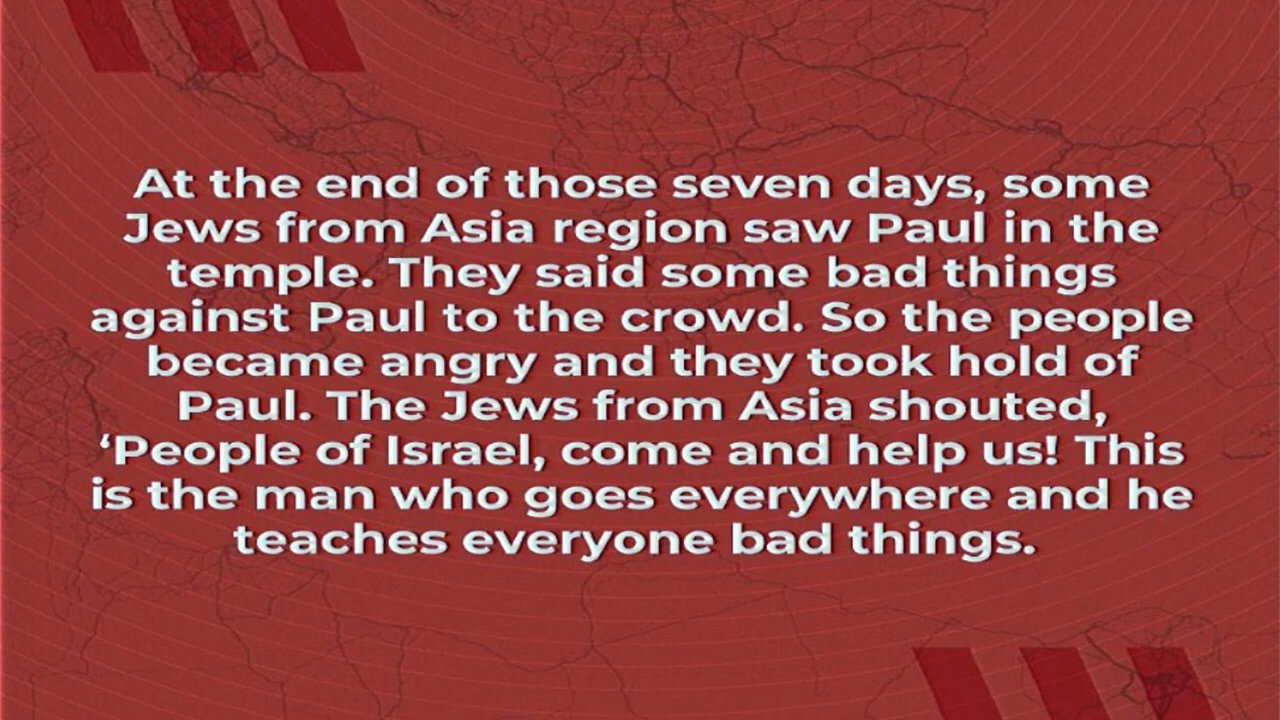 At the end of those seven days, some
Jews from Asia region saw Paul in the
temple. They said some bad things
against Paul to the crowd. So the people
became angry and they took hold of
Paul. The Jews from Asia shouted,
‘People of Israel, come and help us! This
is the man who goes everywhere and he
teaches everyone bad things.